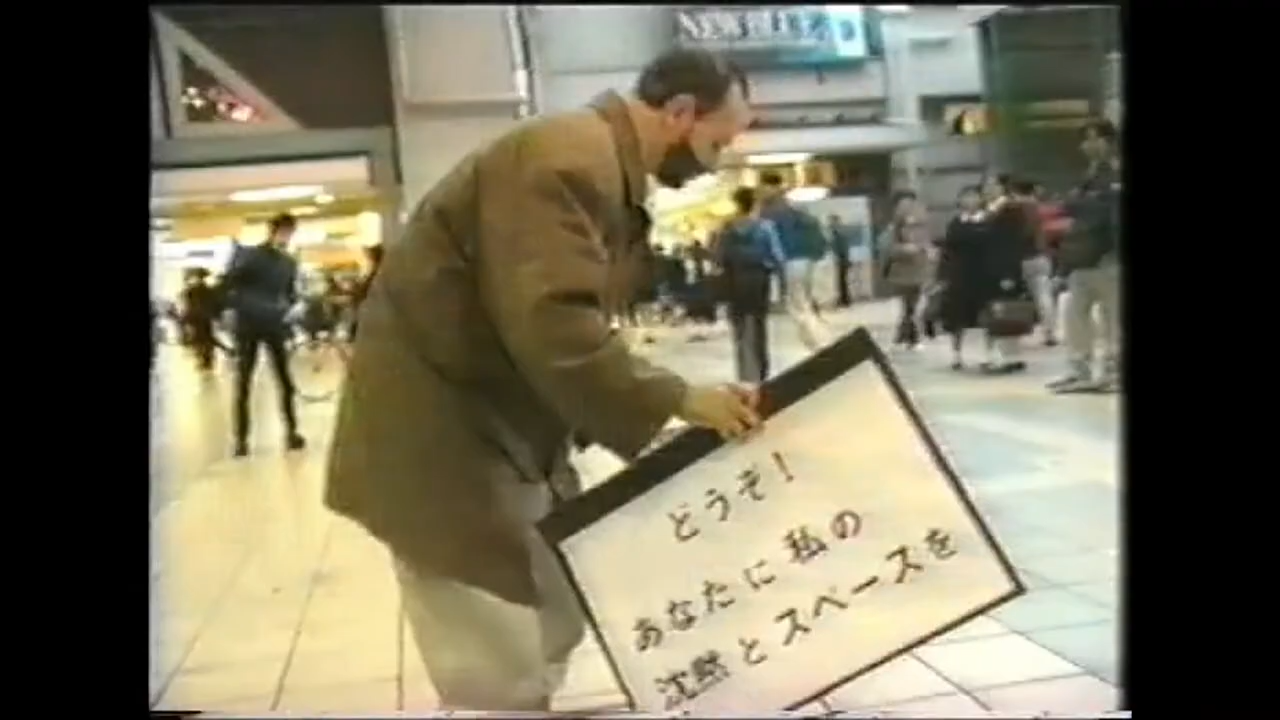 どうぞ!
あなたに私の
沈黙とスペースを